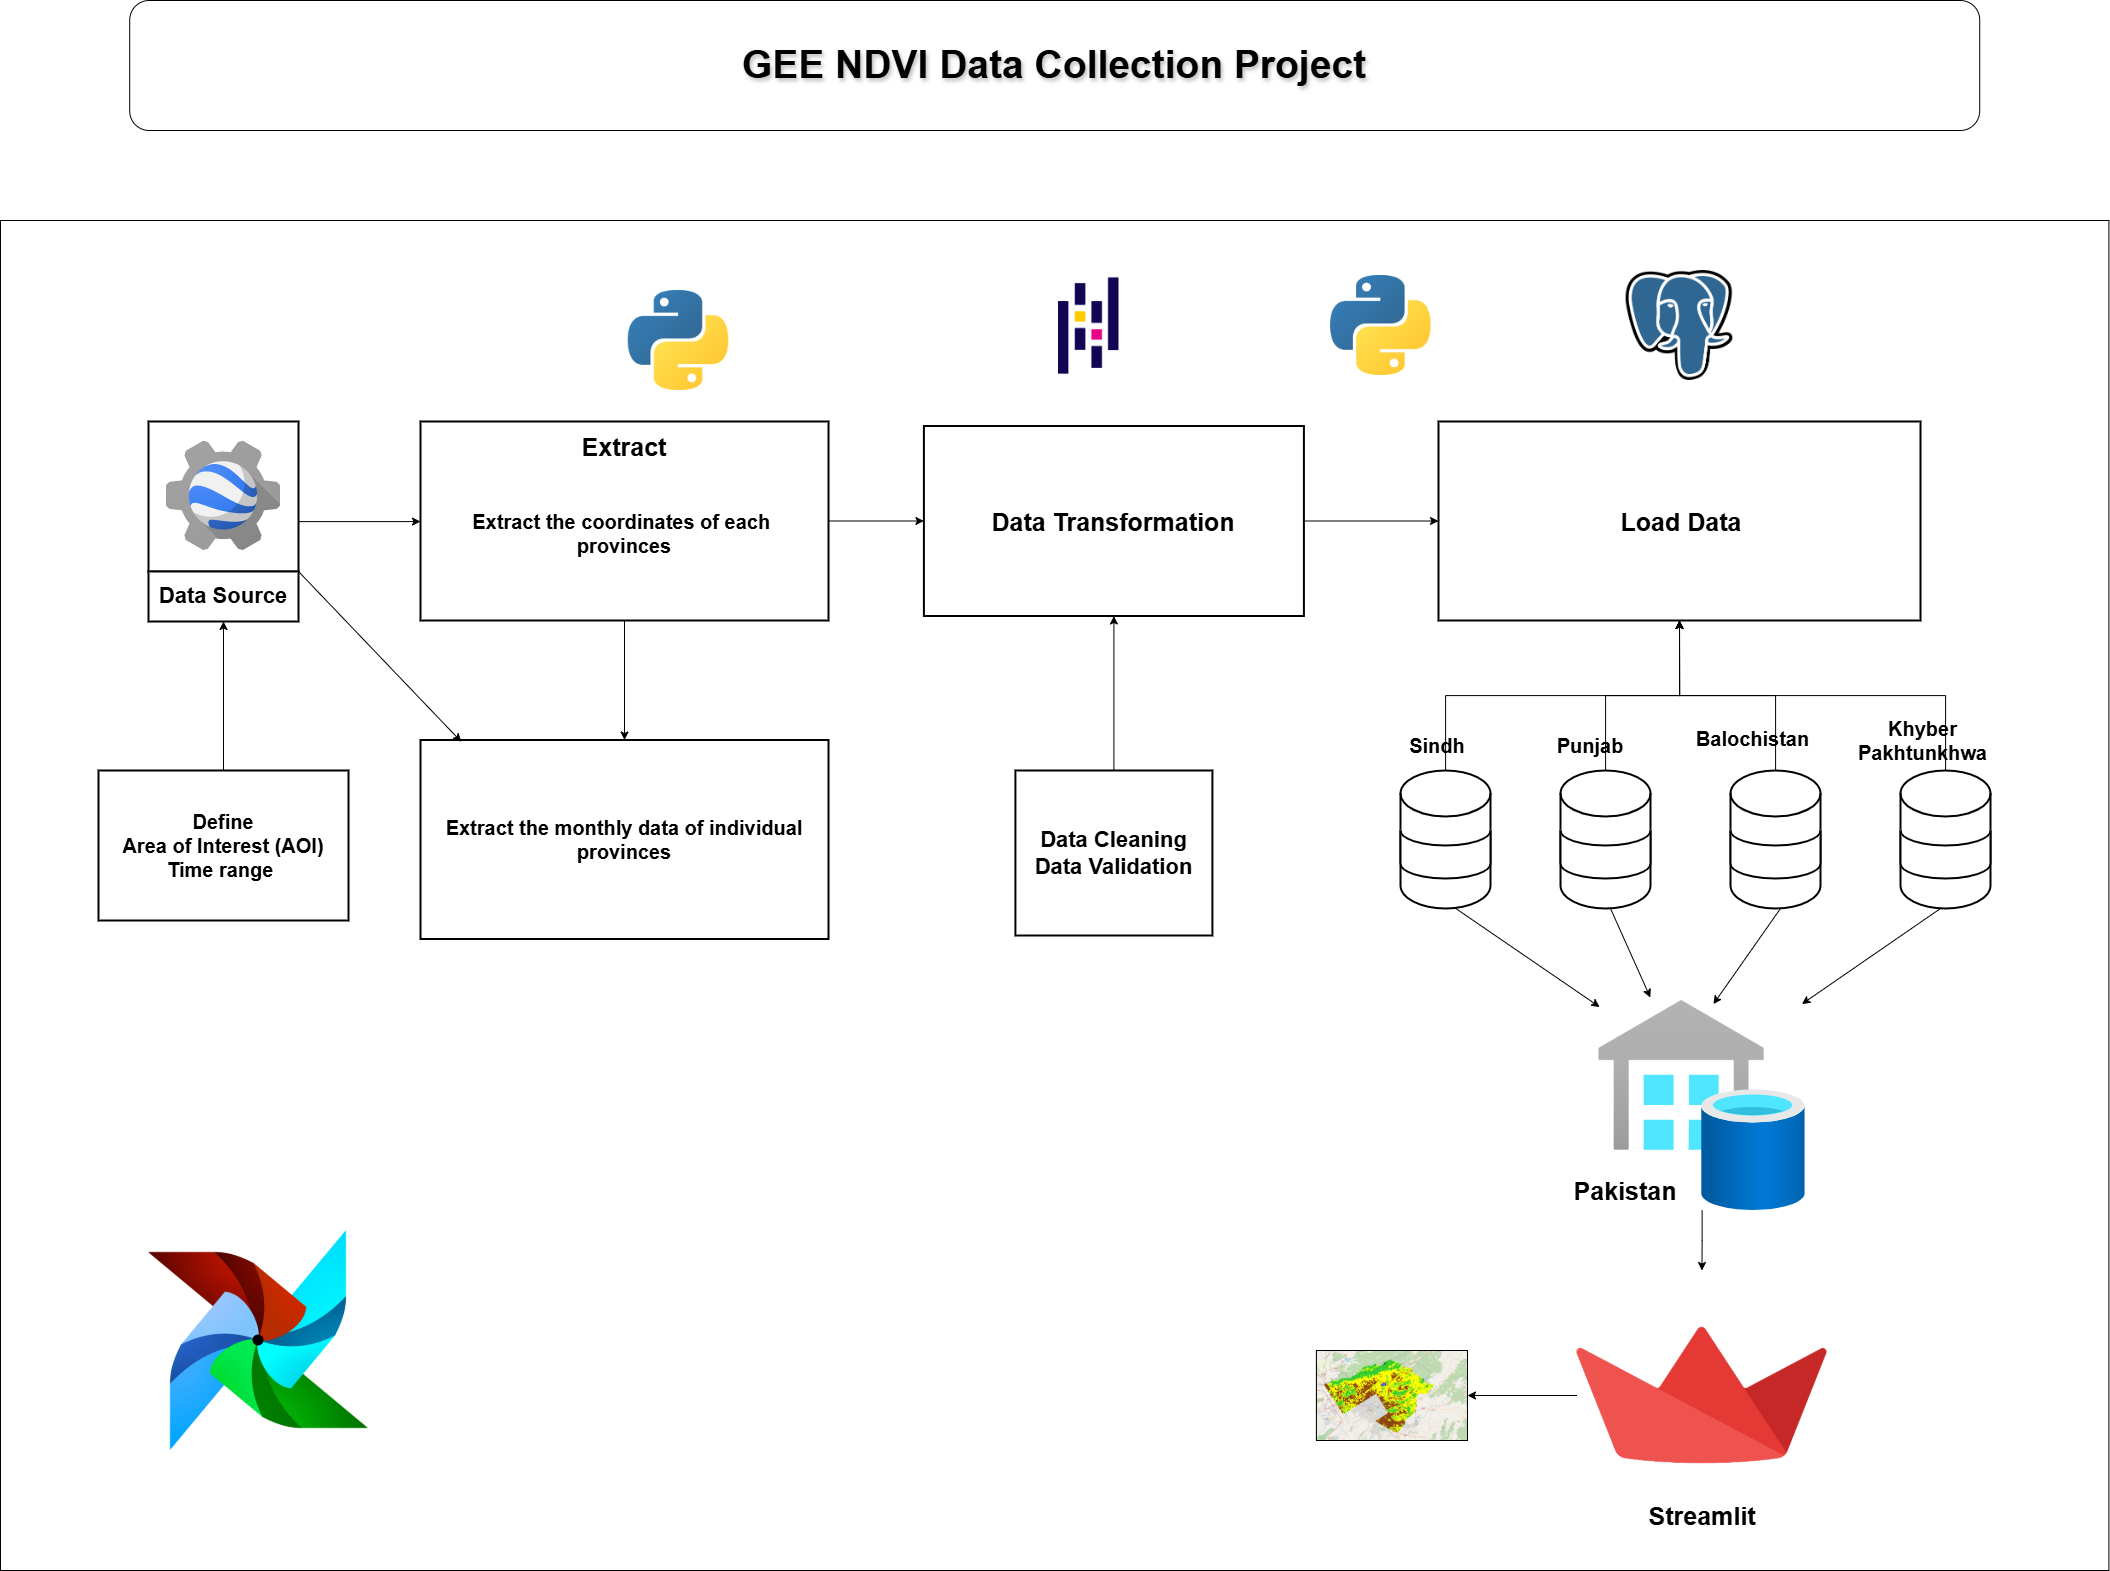 GEE NDVI Data Collection Project
Extract
Extract the coordinates of each
provinces
Data Transformation
Load Data
Data Source
Define
Area of Interest (AOI)
Time range
Extract the monthly data of individual
provinces
Data Cleaning
Data Validation
Sindh
Punjab
Balochistan
Khyber
Pakhtunkhwa
Pakistan
Streamlit